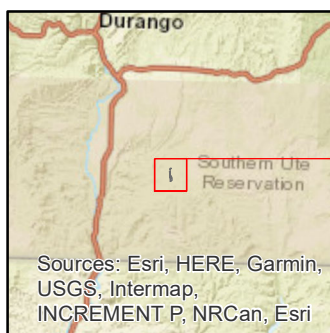 Durango
Southern Ute
Reservation
Sources: Esri, HERE, Garmin,
USGS, Intermap,
INCREMENT P, NRCan, Esri